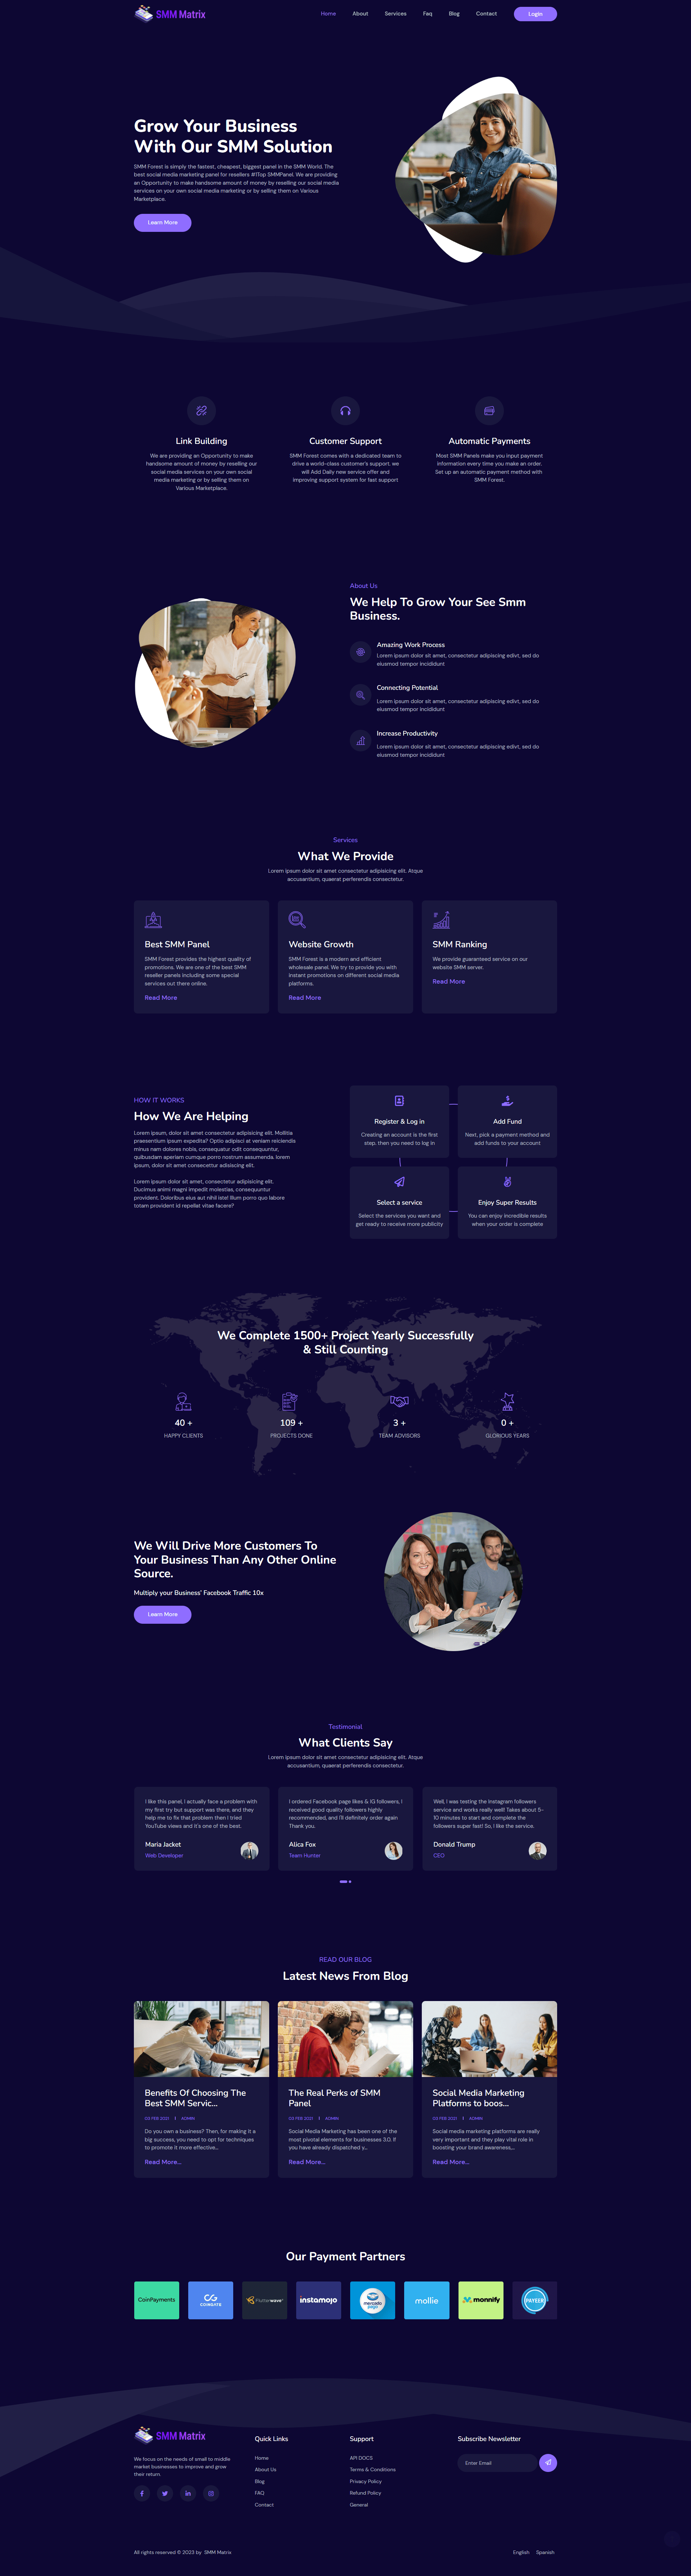 SMM Matrix
Home About Services Faq Blog Contact Login
Grow Your Business
With Our SMM Solution
SMM Forest is simply the fastest, cheapest, biggest panel in the SMM World. The
best social media marketing panel for resellers #1Top SMMPanel. We are providing
an Opportunity to make handsome amount of money by reselling our social media
services on your own social media marketing or by selling them on Various
Marketplace.
Learn More
Link Building
We are providing an Opportunity to make
handsome amount of money by reselling our
social media services on your own social
media marketing or by selling them on
Various Marketplace.
Customer Support
SMM Forest comes with a dedicated team to
drive a world-class customer's support. we
will Add Daily new service offer and
improving support system for fast support
Automatic Payments
Most SMM Panels make you input payment
information every time you make an order.
Set up an automatic payment method with
SMM Forest.
About Us
We Help To Grow Your See Smm
Business.
Amazing Work Process
Lorem ipsum dolor sit amet, consectetur adipiscing edivt, sed do
eiusmod tempor incididunt
Connecting Potential
Lorem ipsum dolor sit amet, consectetur adipiscing edivt, sed do
eiusmod tempor incididunt
Increase Productivity
Lorem ipsum dolor sit amet, consectetur adipiscing edivt, sed do
eiusmod tempor incididunt
Services
What We Provide
Lorem ipsum dolor sit amet consectetur adipisicing elit. Atque
accusantium, quaerat perferendis consectetur.
Best SMM Panel
SMM Forest provides the highest quality of
promotions. We are one of the best SMM
reseller panels including some special
services out there online.
Read More
Website Growth
SMM Forest is a modern and efficient
wholesale panel. We try to provide you with
instant promotions on different social media
platforms.
Read More
SMM Ranking
We provide guaranteed service on our
website SMM server.
Read More
HOW IT WORKS
How We Are Helping
Lorem ipsum, dolor sit amet consectetur adipisicing elit. Mollitia
praesentium ipsum expedita? Optio adipisci at veniam reiciendis
minus nam dolores nobis, consequatur odit consequuntur,
quibusdam aperiam cumque porro nostrum assumenda. lorem
ipsum, dolor sit amet consecettur adisiscing elit.
Lorem ipsum dolor sit amet, consectetur adipisicing elit.
Ducimus animi magni impedit molestias, consequuntur
provident. Doloribus eius aut nihil iste! Illum porro quo labore
totam provident id repellat vitae facere?
Register & Log in
Creating an account is the first
step. then you need to log in
Add Fund
Next, pick a payment method and
add funds to your account
Select a service
Select the services you want and
get ready to receive more publicity
Enjoy Super Results
You can enjoy incredible results
when your order is complete
We Complete 1500+ Project Yearly Successfully
& Still Counting
40 + 109 + 3 + 0 +
HAPPY CLIENTS PROJECTS DONE TEAM ADVISORS GLORIOUS YEARS
We Will Drive More Customers To
Your Business Than Any Other Online
Source.
Multiply your Business' Facebook Traffic 10x
Learn More
Testimonial
What Clients Say
Lorem ipsum dolor sit amet consectetur adipisicing elit. Atque
accusantium, quaerat perferendis consectetur.
I like this panel, I actually face a problem with
my first try but support was there, and they
help me to fix that problem then I tried
YouTube views and it's one of the best.
Maria Jacket
Web Developer
I ordered Facebook page likes & IG followers, I
received good quality followers highly
recommended, and I'll definitely order again
Thank you.
Alica Fox
Team Hunter
Well, I was testing the Instagram followers
service and works really well! Takes about 5-
10 minutes to start and complete the
followers super fast! So, I like the service.
Donald Trump
CEO
READ OUR BLOG
Latest News From Blog
Benefits Of Choosing The
Best SMM Servic...
03 FEB 2021 | ADMIN
Do you own a business? Then, for making it a
big success, you need to opt for techniques
to promote it more effective...
Read More...
The Real Perks of SMM
Panel
03 FEB 2021 | ADMIN
Social Media Marketing has been one of the
most pivotal elements for businesses 3.0. If
you have already dispatched y...
Read More...
Social Media Marketing
Platforms to boos...
03 FEB 2021 | ADMIN
Social media marketing platforms are really
very important and they play vital role in
boosting your brand awareness,...
Read More...
Our Payment Partners
CoinPayments
COINGATE
Flutterwave
instamojo
mercado
pago
mollie
monnify
PAYEER
SMM Matrix
We focus on the needs of small to middle
market businesses to improve and grow
their return.
Quick Links
Home
About Us
Blog
FAQ
Contact
Support
API DOCS
Terms & Conditions
Privacy Policy
Refund Policy
General
Subscribe Newsletter
Enter Email
All rights reserved © 2023 by SMM Matrix
English Spanish